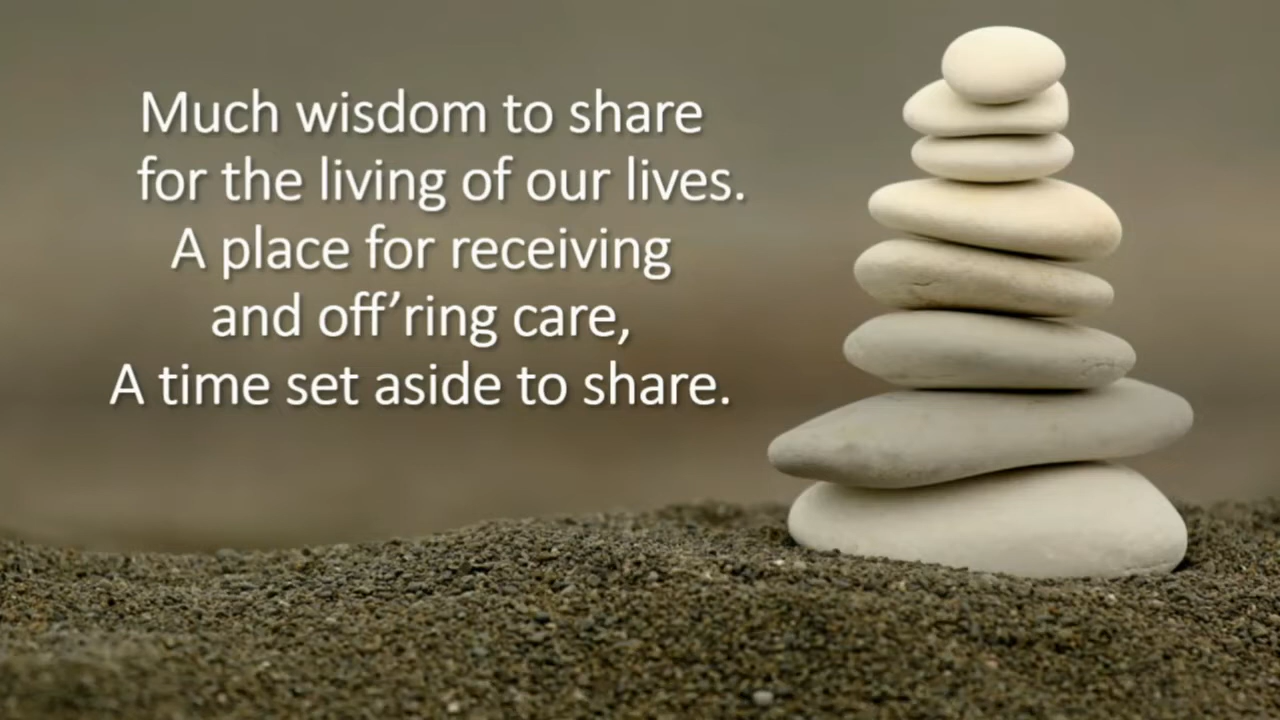 Much wisdom to share
for the living of our lives.
A place for receiving
and off’ring care,
A time set aside to share.